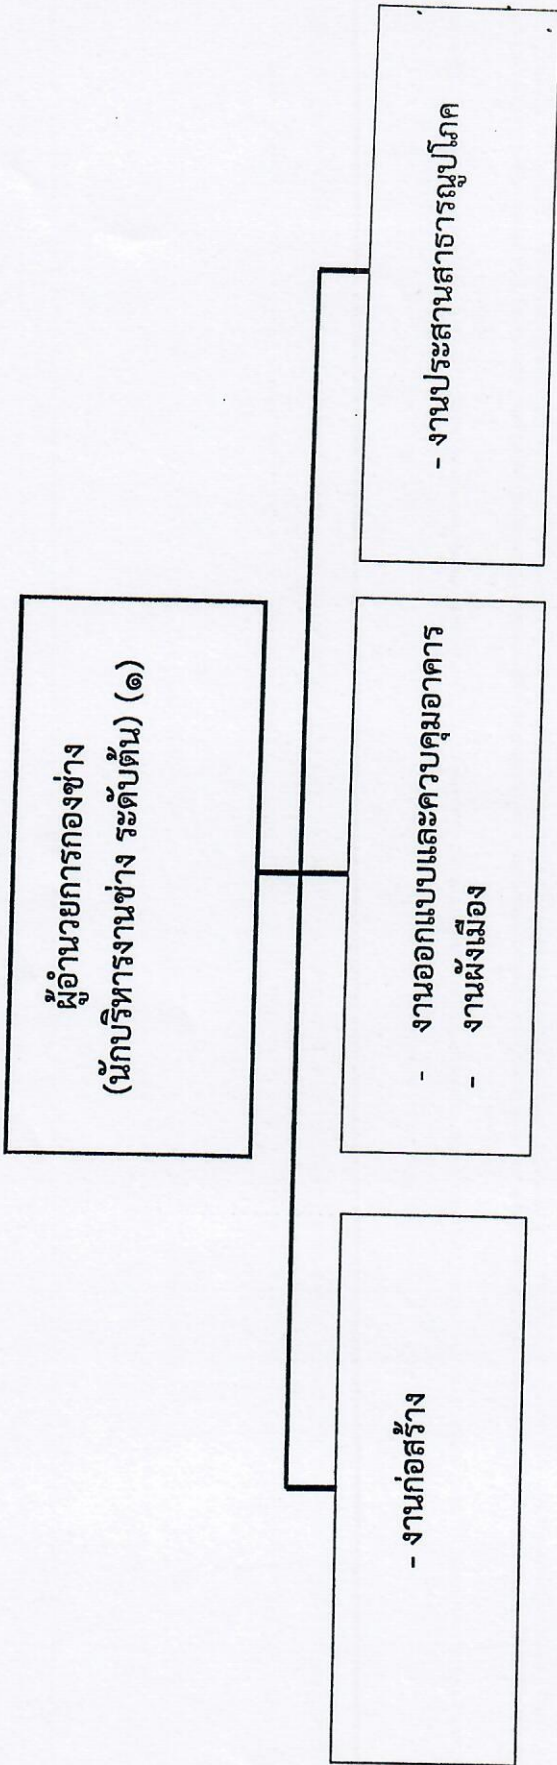 ผู้อำนวยการกองช่าง
(นักบริหารงานช่าง ระดับต้น) (๑)
- งานก่อสร้าง
- งานออกแบบและควบคุมอาคาร
- งานผังเมือง
- งานประสานสาธารณูปโภค